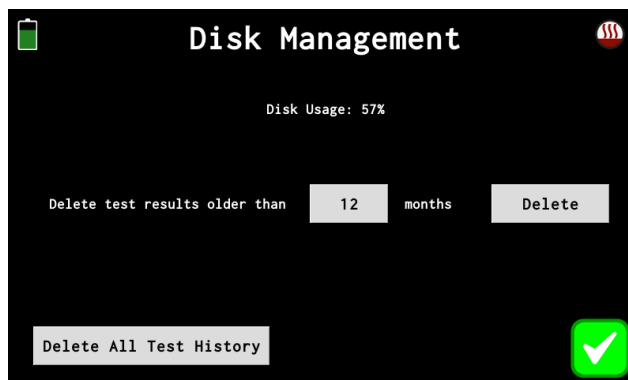 Disk Management
Disk Usage: 57%
Delete test results older than 12 months Delete
Delete All Test History